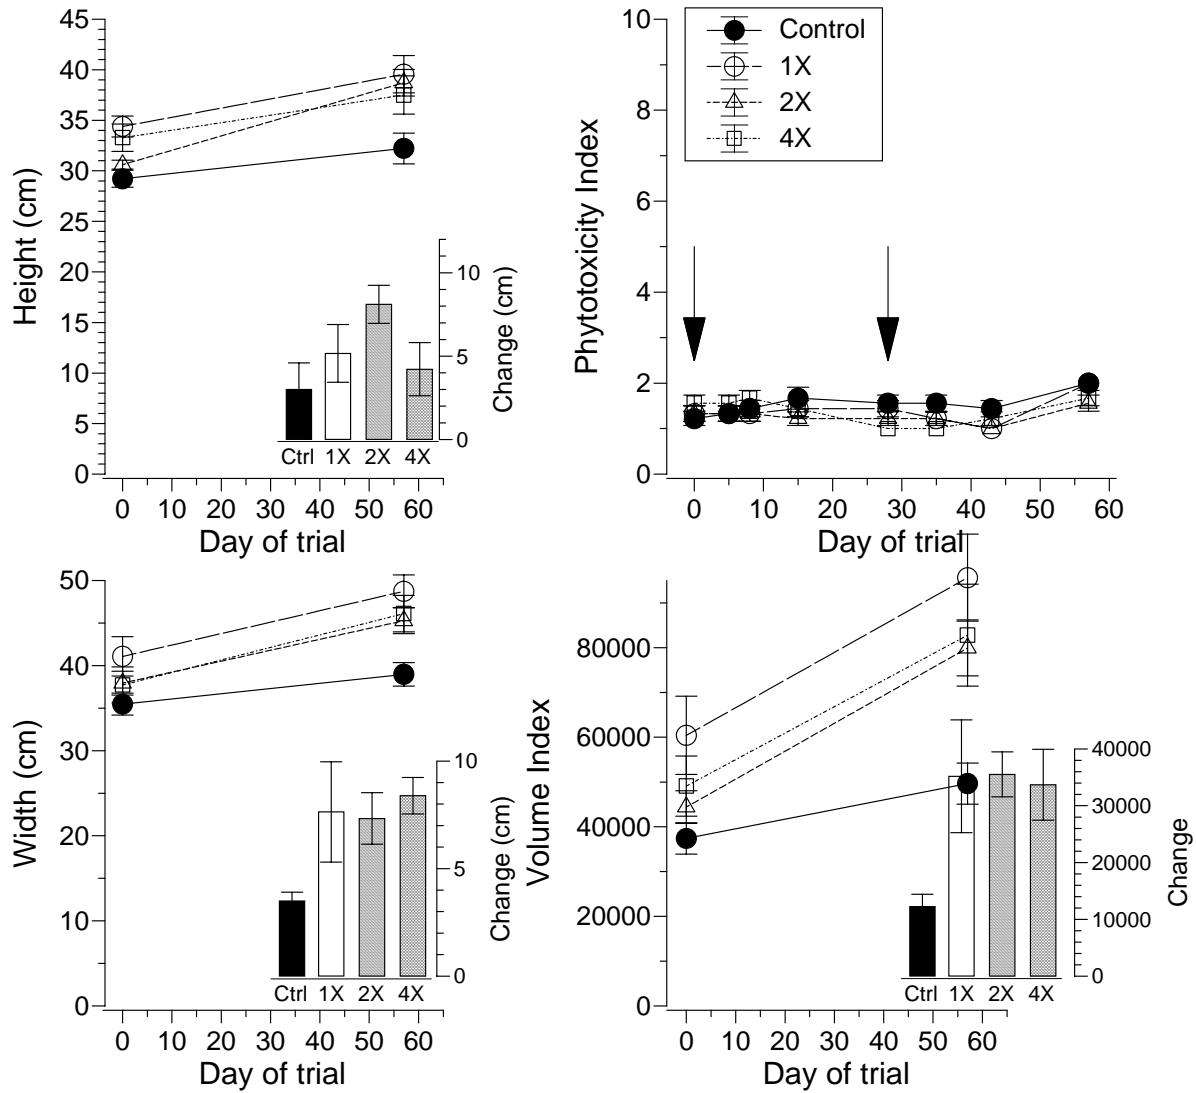 45
40
35
30
25
20
15
10
5
0
Height (cm)
10
5
0
Change (cm)
Ctrl 1X 2X 4X
0 10 20 30 40 50 60
Day of trial
Control
1X
2X
4X
10
8
6
4
2
0
Phytotoxicity Index
0 10 20 30 40 50 60
Day of trial
50
40
30
20
10
0
Width (cm)
10
5
0
Change (cm)
Ctrl 1X 2X 4X
0 10 20 30 40 50 60
Day of trial
80000
60000
40000
20000
0
Volume Index
40000
30000
20000
10000
0
Change
Ctrl 1X 2X 4X
0 10 20 30 40 50 60
Day of trial